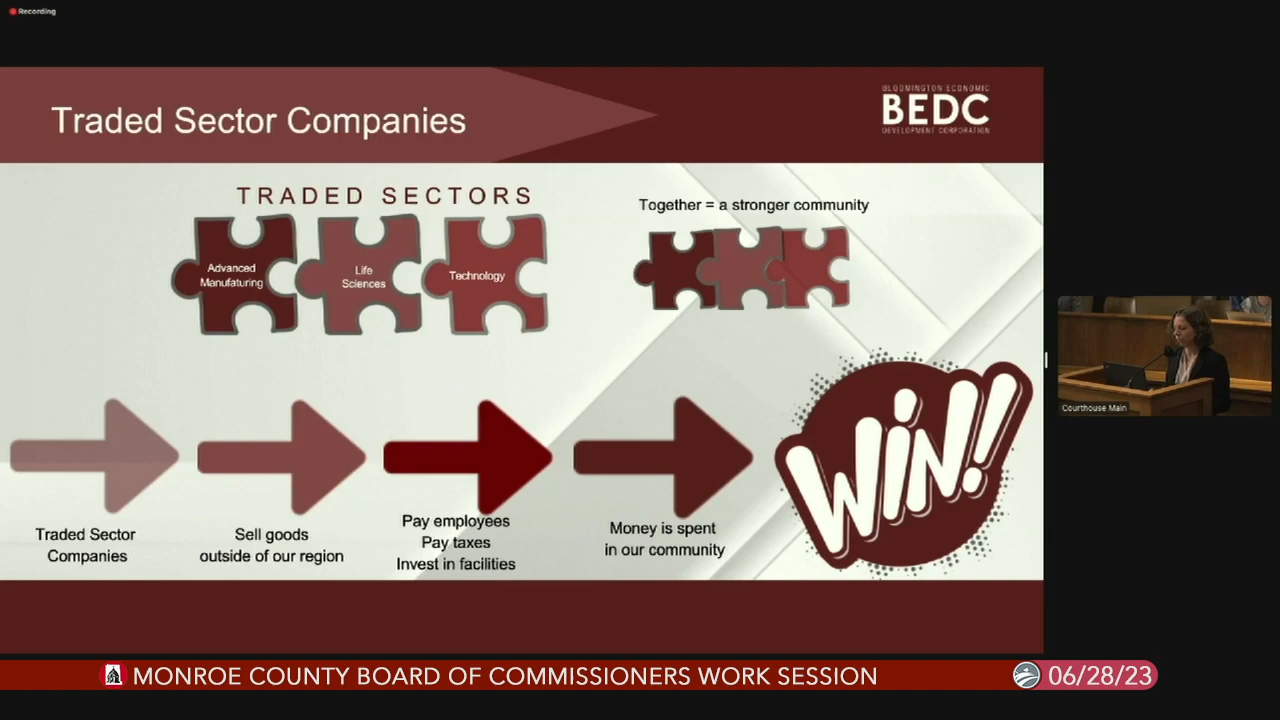 Recording
Traded Sector Companies
BLOOMINGTON ECONOMIC
BEDC
DEVELOPMENT CORPORATION
TRADED SECTORS
Advanced
Manufaturing
Life
Sciences
Technology
Together = a stronger community
Traded Sector
Companies
Sell goods
outside of our region
Pay employees
Pay taxes
Invest in facilities
Money is spent
in our community
WIN!!
Courthouse Main
MONROE COUNTY BOARD OF COMMISSIONERS WORK SESSION
06/28/23